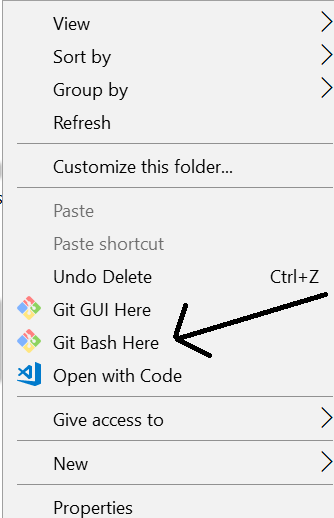 View
Sort by
Group by
Refresh
Customize this folder...
Paste
Paste shortcut
Undo Delete Ctrl+Z
Git GUI Here
Git Bash Here
Open with Code
Give access to
New
Properties